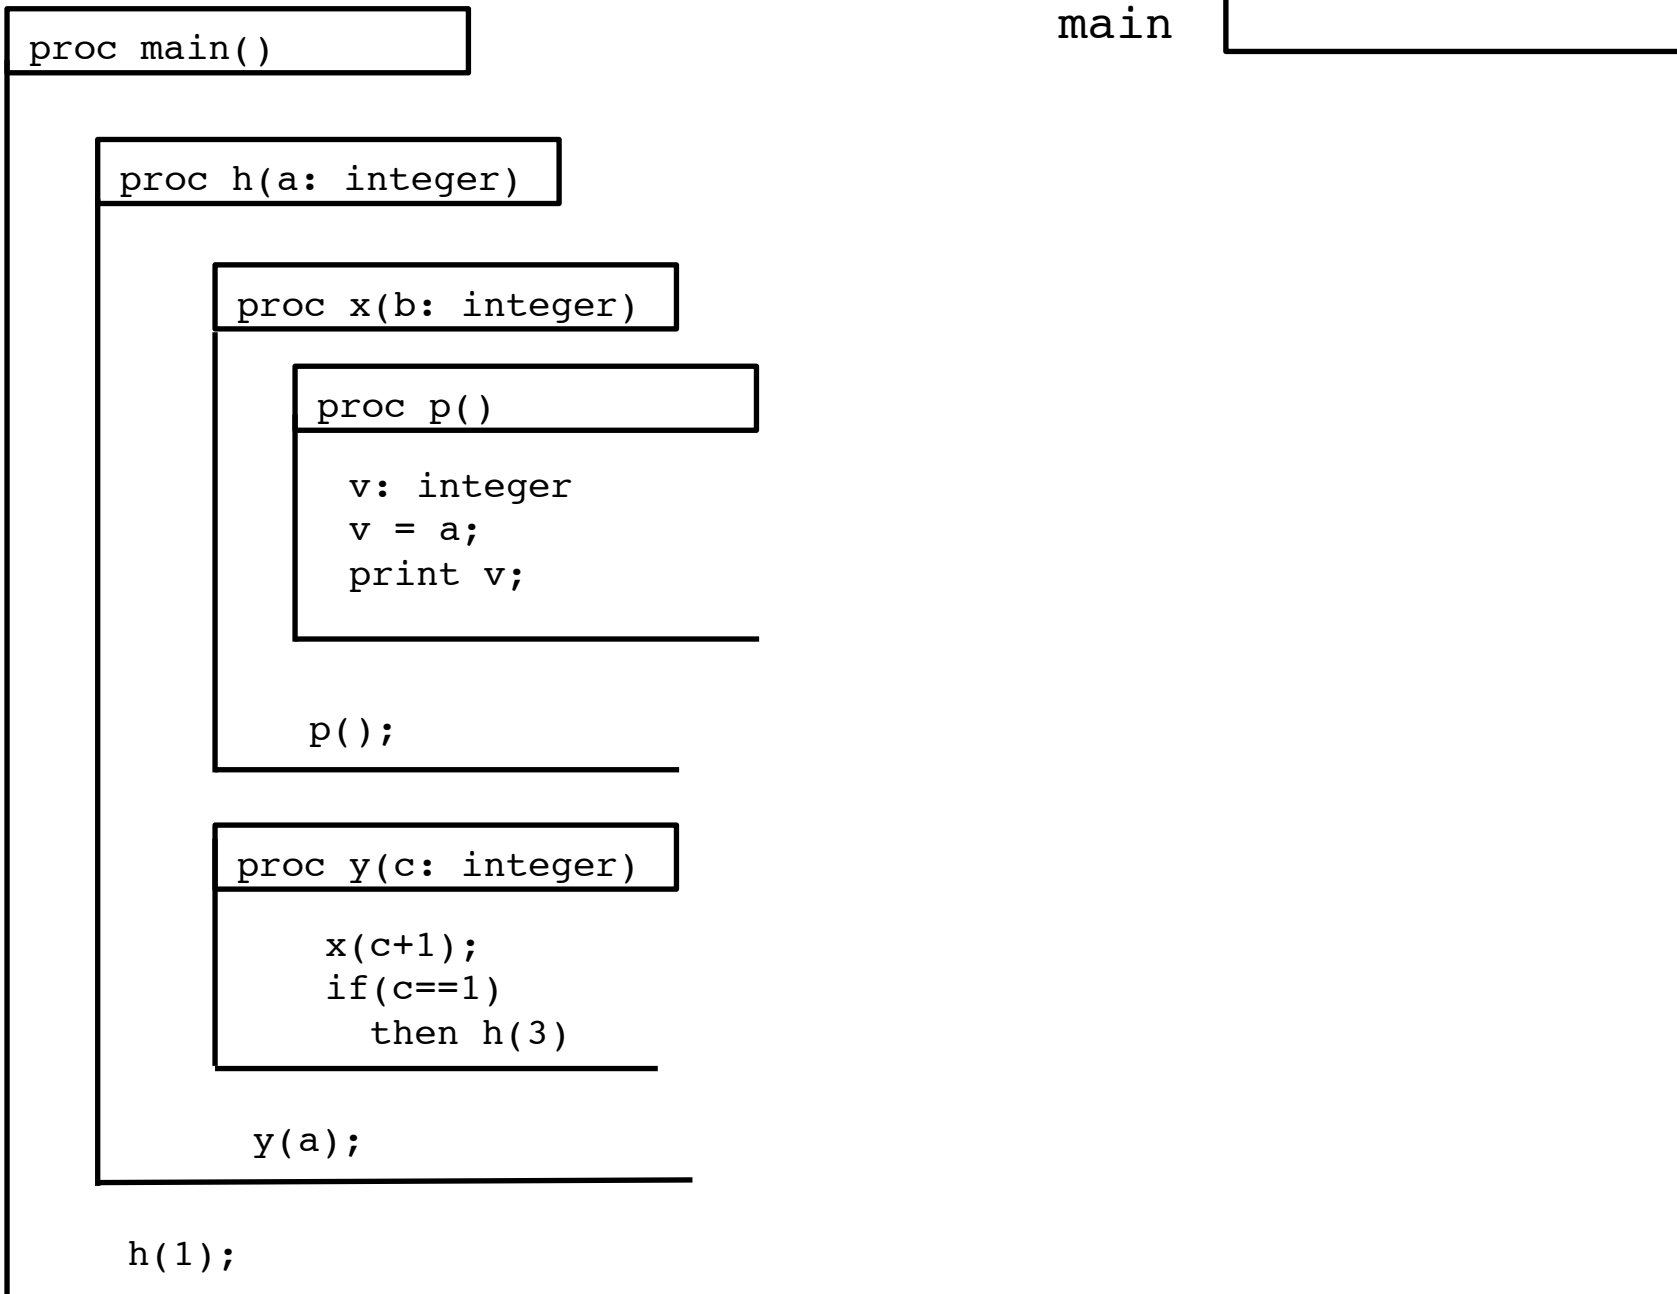 main
proc main()
proc h(a: integer)
proc x(b: integer)
proc p()
v: integer
v = a;
print v;
p();
proc y(c: integer)
x(c+1);
if(c==1)
then h(3)
y(a);
h(1);